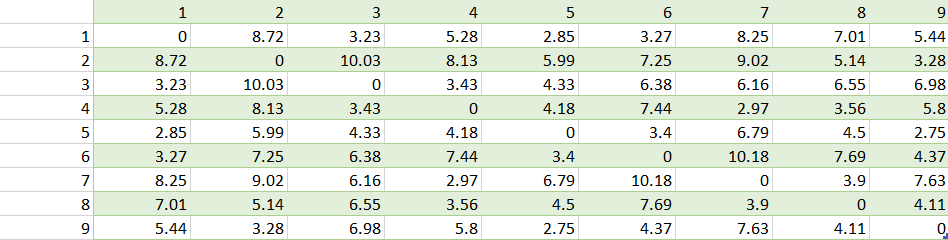 1 2 3 4 5 6 7 8 9
1 0 8.72 3.23 5.28 2.85 3.27 8.25 7.01 5.44
2 8.72 0 10.03 8.13 5.99 7.25 9.02 5.14 3.28
3 3.23 10.03 0 3.43 4.33 6.38 6.16 6.55 6.98
4 5.28 8.13 3.43 0 4.18 7.44 2.97 3.56 5.8
5 2.85 5.99 4.33 4.18 0 3.4 6.79 4.5 2.75
6 3.27 7.25 6.38 7.44 3.4 0 10.18 7.69 4.37
7 8.25 9.02 6.16 2.97 6.79 10.18 0 3.9 7.63
8 7.01 5.14 6.55 3.56 4.5 7.69 3.9 0 4.11
9 5.44 3.28 6.98 5.8 2.75 4.37 7.63 4.11 0